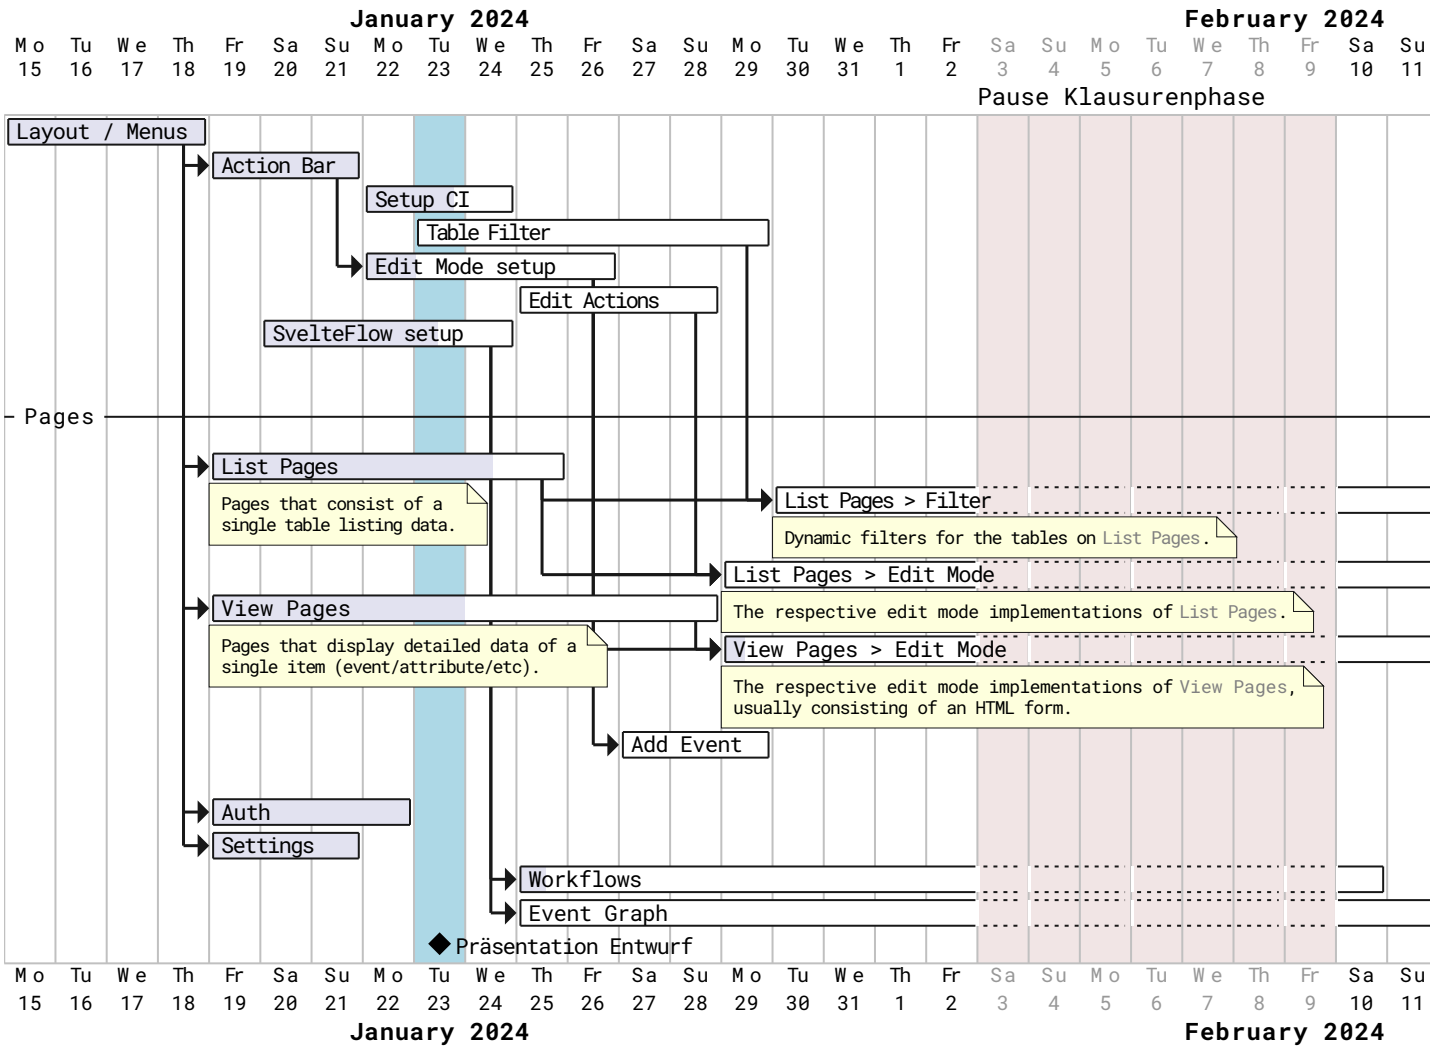 January 2024 February 2024
Mo Tu We Th Fr Sa Su Mo Tu We Th Fr Sa Su Mo Tu We Th Fr Sa Su Mo Tu We Th Fr Sa Su
15 16 17 18 19 20 21 22 23 24 25 26 27 28 29 30 31 1 2 3 4 5 6 7 8 9 10 11
Pause Klausurenphase
Layout / Menus
Action Bar
Setup CI
Table Filter
Edit Mode setup
Edit Actions
SvelteFlow setup
Pages
List Pages
Pages that consist of a
single table listing data.
List Pages > Filter
Dynamic filters for the tables on List Pages.
List Pages > Edit Mode
The respective edit mode implementations of List Pages.
View Pages
Pages that display detailed data of a
single item (event/attribute/etc).
View Pages > Edit Mode
The respective edit mode implementations of View Pages,
usually consisting of an HTML form.
Add Event
Auth
Settings
Workflows
Event Graph
Präsentation Entwurf
Mo Tu We Th Fr Sa Su Mo Tu We Th Fr Sa Su Mo Tu We Th Fr Sa Su Mo Tu We Th Fr Sa Su
15 16 17 18 19 20 21 22 23 24 25 26 27 28 29 30 31 1 2 3 4 5 6 7 8 9 10 11
January 2024 February 2024